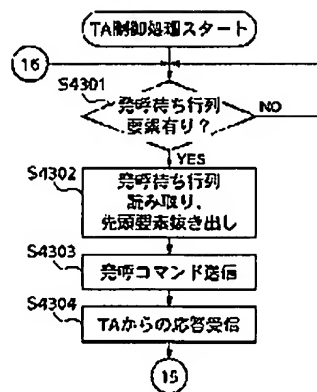 TA制御処理スタート
16
S4301
発呼待ち行列
要素有り?
NO
YES
S4302
発呼待ち行列
読み取り,
先頭要素抜き出し
S4303
発呼コマンド送信
S4304
TAからの応答受信
15